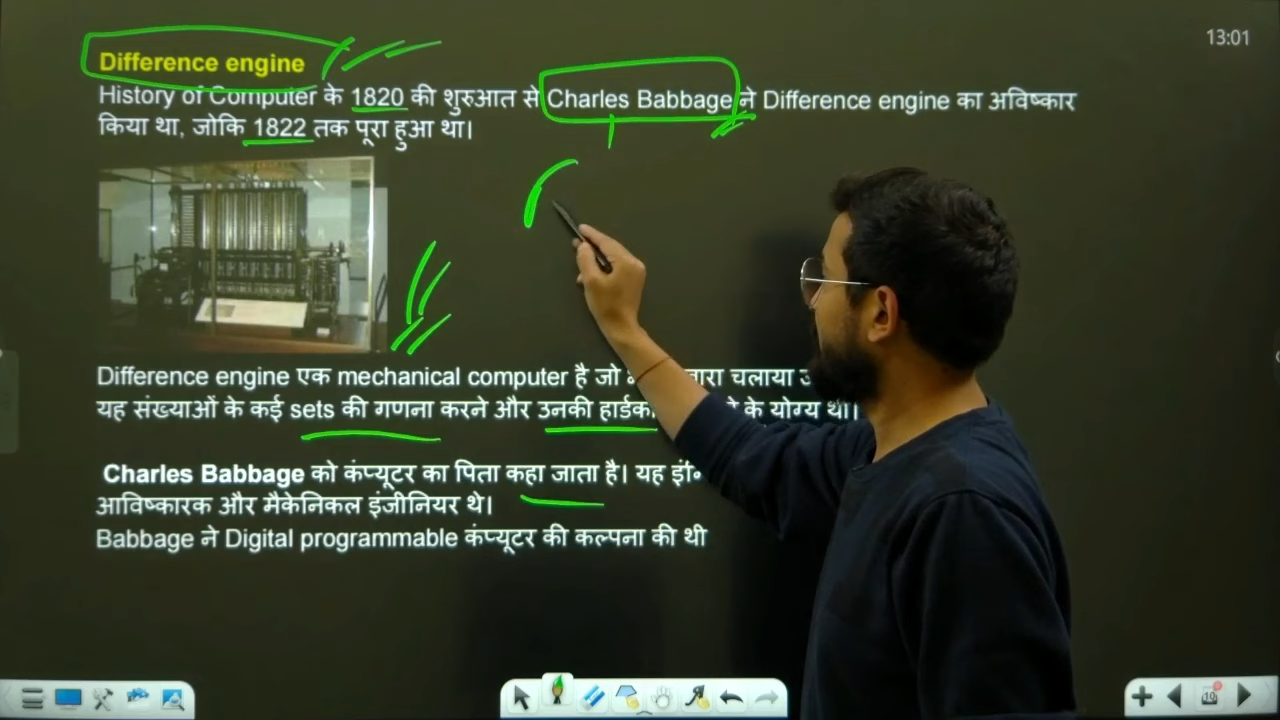 13:01
Difference engine
History of Computer के 1820 की शुरुआत से Charles Babbage ने Difference engine का अविष्कार
किया था, जोकि 1822 तक पूरा हुआ था।
Difference engine एक mechanical computer है जो चलाया
यह संख्याओं के कई sets की गणना करने और उनकी के योग्य था।
Charles Babbage को कंप्यूटर का पिता कहा जाता है। यह
आविष्कारक और मैकेनिकल इंजीनियर थे।
Babbage ने Digital programmable कंप्यूटर की कल्पना की थी
19